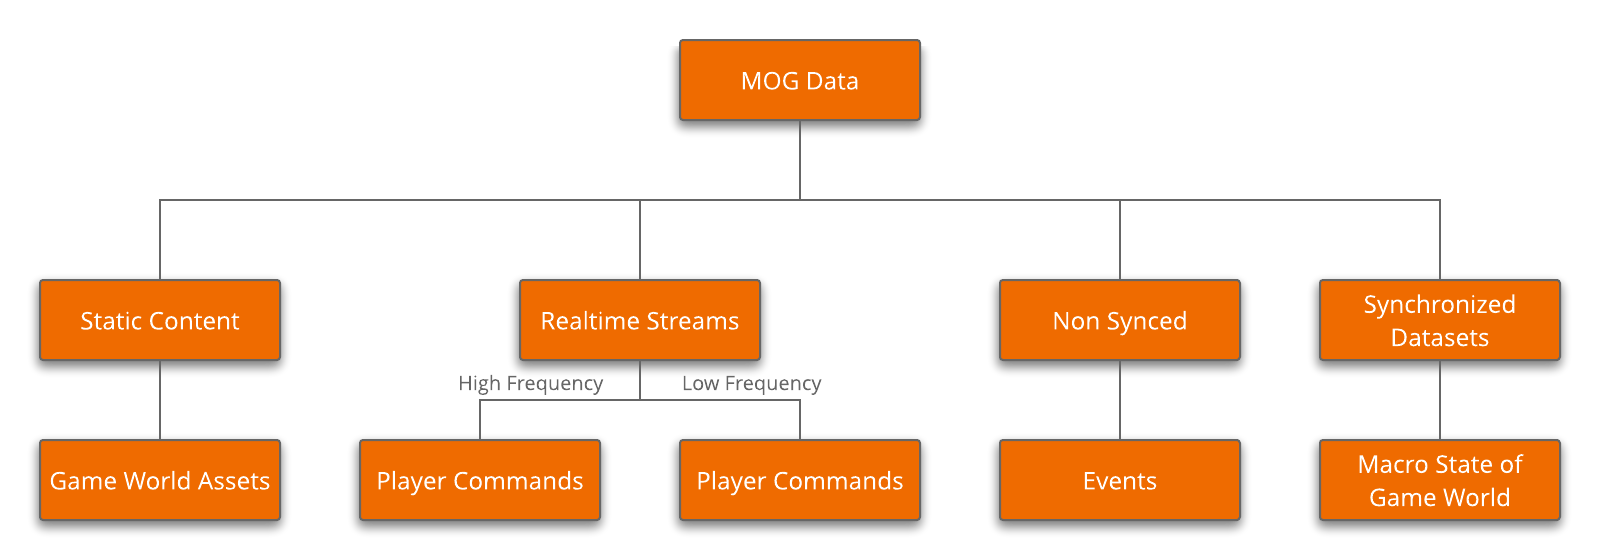 MOG Data
Static Content
Realtime Streams
Non Synced
Synchronized
Datasets
High Frequency
Low Frequency
Game World Assets
Player Commands
Player Commands
Events
Macro State of
Game World